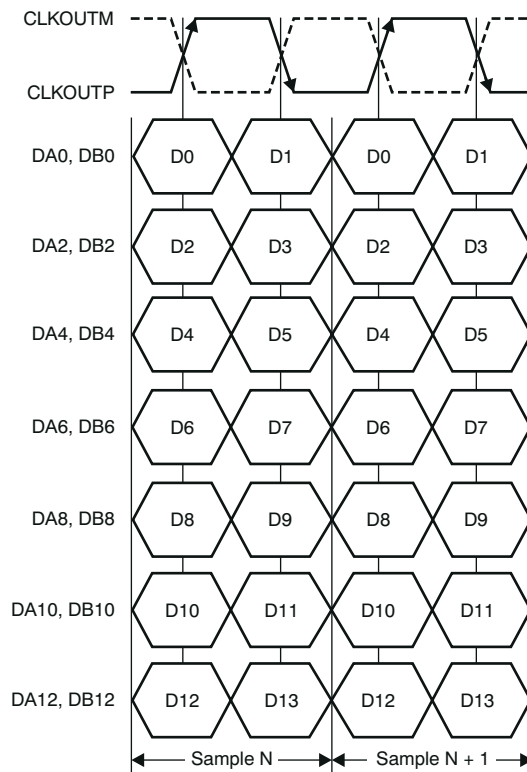 CLKOUTM
CLKOUTP
DA0, DB0 D0 D1 D0 D1
DA2, DB2 D2 D3 D2 D3
DA4, DB4 D4 D5 D4 D5
DA6, DB6 D6 D7 D6 D7
DA8, DB8 D8 D9 D8 D9
DA10, DB10 D10 D11 D10 D11
DA12, DB12 D12 D13 D12 D13
Sample N Sample N + 1